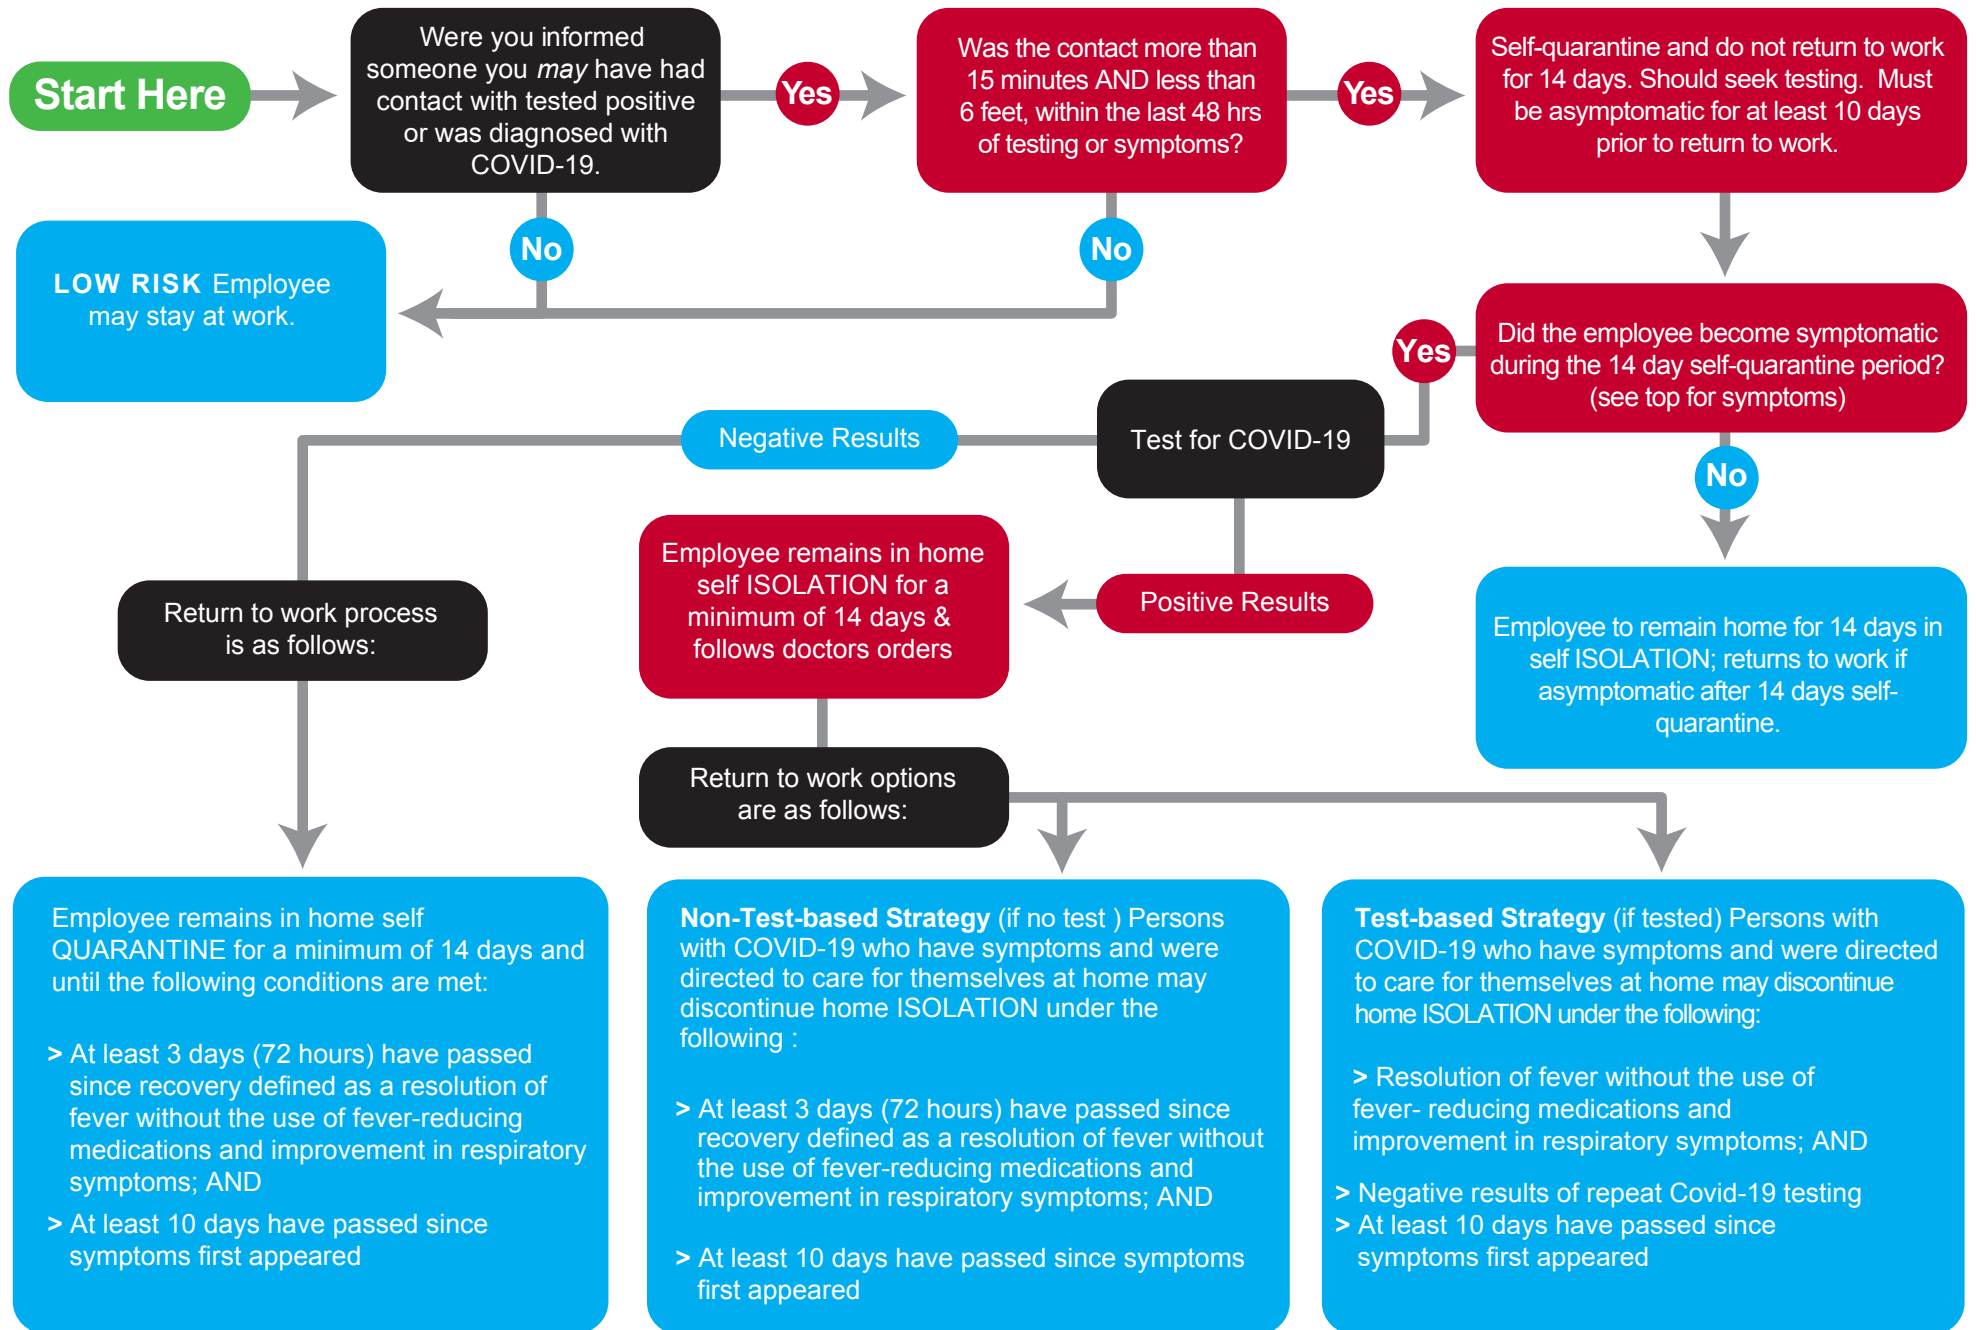 Start Here
Were you informed
someone you may have had
contact with tested positive
or was diagnosed with
COVID-19.
Yes
Was the contact more than
15 minutes AND less than
6 feet, within the last 48 hrs
of testing or symptoms?
Yes
Self-quarantine and do not return to work
for 14 days. Should seek testing. Must
be asymptomatic for at least 10 days
prior to return to work.
No
No
LOW RISK Employee
may stay at work.
Did the employee become symptomatic
during the 14 day self-quarantine period?
(see top for symptoms)
Yes
No
Test for COVID-19
Negative Results
Positive Results
Employee remains in home
self ISOLATION for a
minimum of 14 days &
follows doctors orders
Return to work process
is as follows:
Employee to remain home for 14 days in
self ISOLATION; returns to work if
asymptomatic after 14 days self-
quarantine.
Return to work options
are as follows:
Employee remains in home self
QUARANTINE for a minimum of 14 days and
until the following conditions are met:
> At least 3 days (72 hours) have passed
since recovery defined as a resolution of
fever without the use of fever-reducing
medications and improvement in respiratory
symptoms; AND
> At least 10 days have passed since
symptoms first appeared
Non-Test-based Strategy (if no test ) Persons
with COVID-19 who have symptoms and were
directed to care for themselves at home may
discontinue home ISOLATION under the
following :
> At least 3 days (72 hours) have passed since
recovery defined as a resolution of fever without
the use of fever-reducing medications and
improvement in respiratory symptoms; AND
> At least 10 days have passed since symptoms
first appeared
Test-based Strategy (if tested) Persons with
COVID-19 who have symptoms and were directed
to care for themselves at home may discontinue
home ISOLATION under the following:
> Resolution of fever without the use of
fever- reducing medications and
improvement in respiratory symptoms; AND
> Negative results of repeat Covid-19 testing
> At least 10 days have passed since
symptoms first appeared